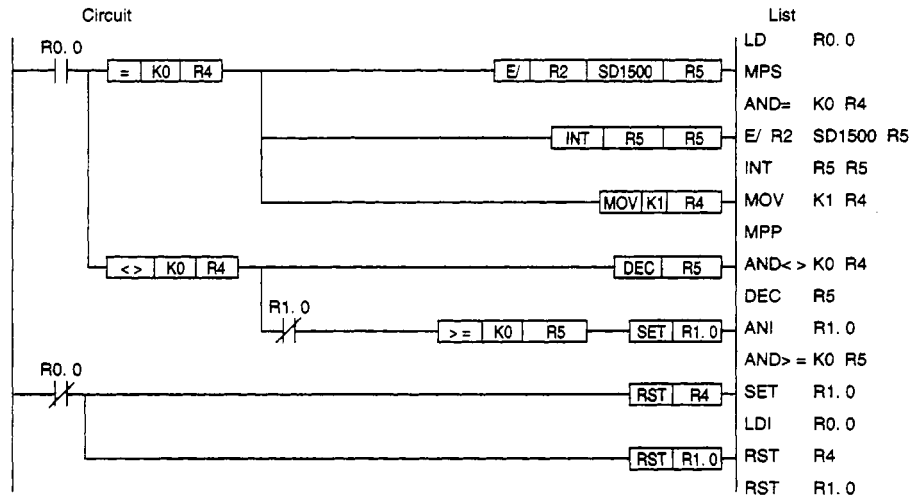 Circuit
R0. 0
= K0 R4
E/ R2 SD1500 R5
INT R5 R5
MOV K1 R4
< > K0 R4
DEC R5
R1. 0
> = K0 R5
SET R1. 0
R0. 0
RST R4
RST R1. 0
List
LD R0. 0
MPS
AND= K0 R4
E/ R2 SD1500 R5
INT R5 R5
MOV K1 R4
MPP
AND< > K0 R4
DEC R5
ANI R1. 0
AND> = K0 R5
SET R1. 0
LDI R0. 0
RST R4
RST R1. 0